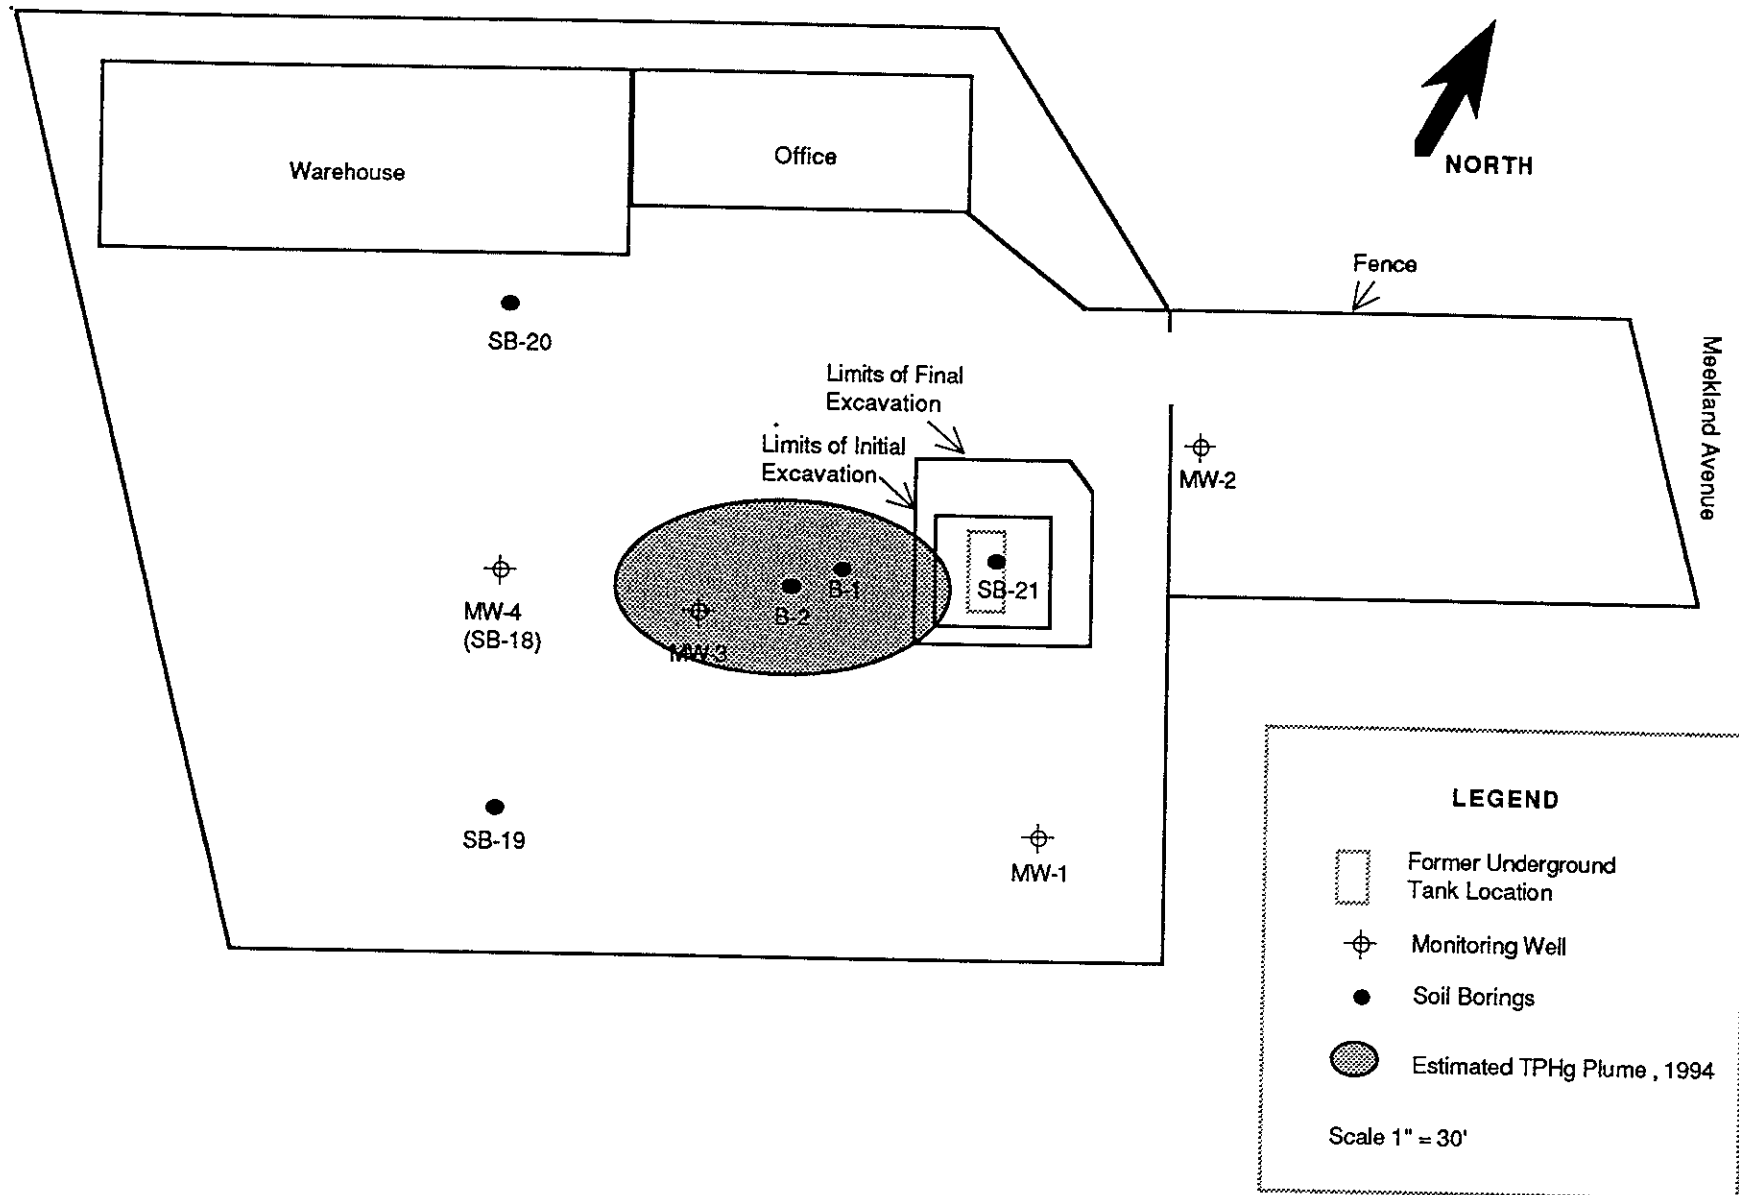 Warehouse
Office
NORTH
Fence
SB-20
Meekland Avenue
Limits of Final
Excavation
Limits of Initial
Excavation
MW-2
B-1
SB-21
B-2
MW-4
(SB-18)
MW-3
SB-19
MW-1
LEGEND
Former Underground
Tank Location
Monitoring Well
Soil Borings
Estimated TPHg Plume , 1994
Scale 1" = 30'